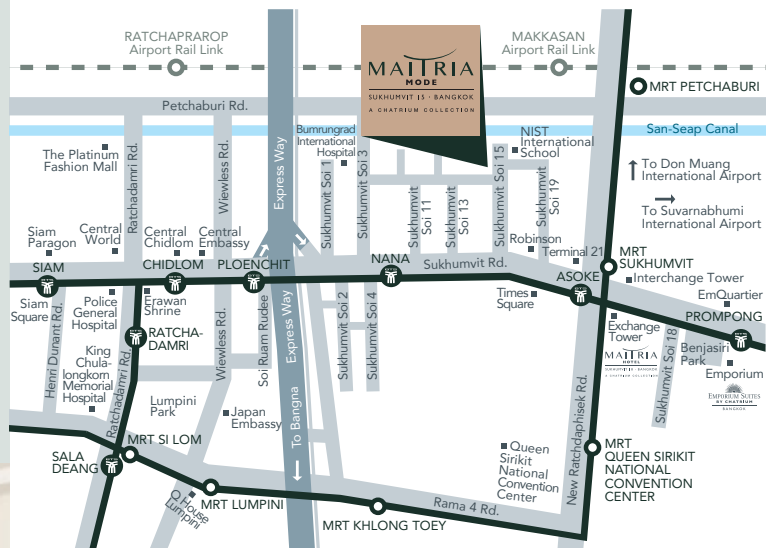 RATCHAPRAROP
Airport Rail Link
MAKKASAN
Airport Rail Link
MAITRIA
MODE
SUKHUMVIT 15 · BANGKOK
A CHATRIUM COLLECTION
MRT PETCHABURI
Petchaburi Rd.
San-Seap Canal
The Platinum
Fashion Mall
Ratchadamri Rd.
Wiewless Rd.
Express Way
Bumrungrad
International
Hospital
Sukhumvit Soi 1
Sukhumvit Soi 3
Sukhumvit
Soi 11
Sukhumvit
Soi 13
Sukhumvit Soi 15
NIST
International
School
Sukhumvit
Soi 19
To Don Muang
International Airport
To Suvarnabhumi
International Airport
Siam
Paragon
Central
World
Central
Chidlom
Central
Embassy
Robinson
Terminal 21
MRT
SUKHUMVIT
SIAM
CHIDLOM
PLOENCHIT
NANA
Sukhumvit Rd.
ASOKE
Interchange Tower
EmQuartier
PROMPONG
Siam
Square
Henri Dunant Rd.
Police
General
Hospital
Erawan
Shrine
RATCHA-
DAMRI
Wiewless Rd.
Soi Ruam Rudee
Express Way
Sukhumvit Soi 2
Sukhumvit Soi 4
Times
Square
Exchange
Tower
MAITRIA
HOTEL
SUKHUMVIT 18 · BANGKOK
A CHATRIUM COLLECTION
Sukhumvit Soi 18
Benjasiri
Park
Emporium
EMPORIUM SUITES
BY CHATRIUM
BANGKOK
King
Chula-
longkorn
Memorial
Hospital
Ratchadamri Rd.
Lumpini
Park
Japan
Embassy
To Bangna
New Ratchdaphisek Rd.
SALA
DEANG
MRT SI LOM
Q House
Lumpini
MRT LUMPINI
MRT KHLONG TOEY
Rama 4 Rd.
Queen
Sirikit
National
Convention
Center
MRT
QUEEN SIRIKIT
NATIONAL
CONVENTION
CENTER